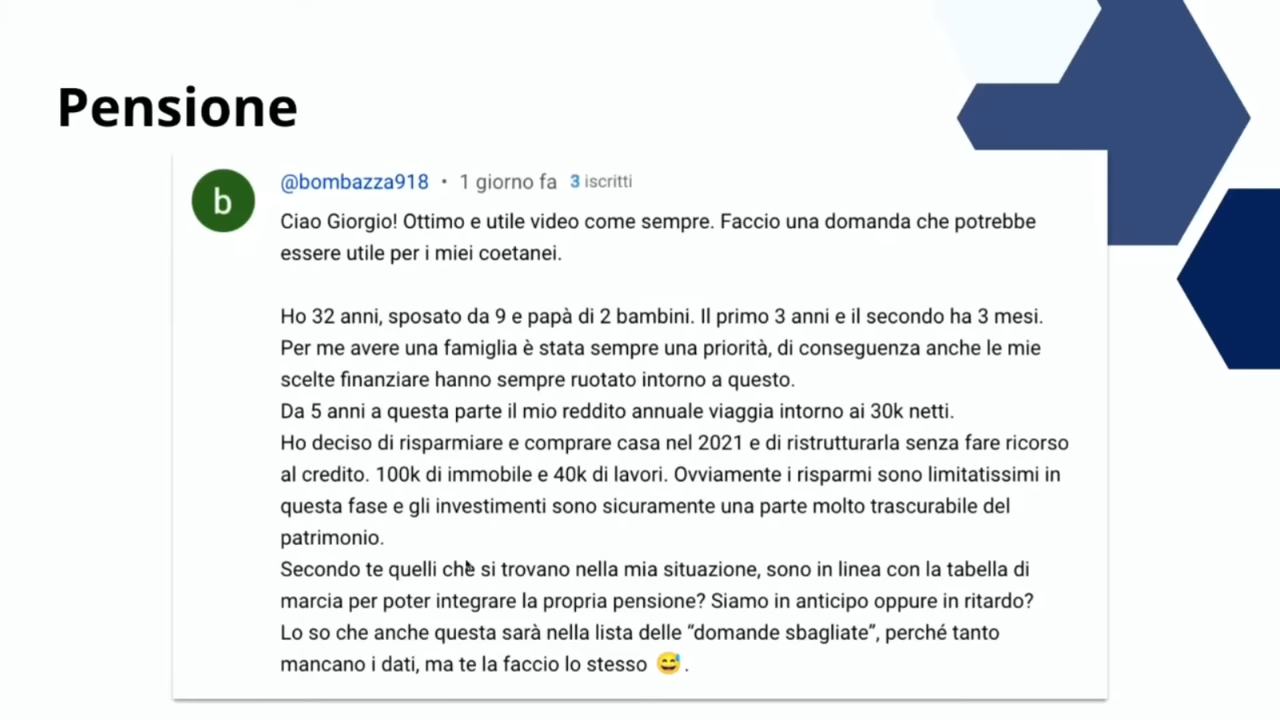 Pensione
b
@bombazza918 • 1 giorno fa 3 iscritti
Ciao Giorgio! Ottimo e utile video come sempre. Faccio una domanda che potrebbe
essere utile per i miei coetanei.
Ho 32 anni, sposato da 9 e papà di 2 bambini. Il primo 3 anni e il secondo ha 3 mesi.
Per me avere una famiglia è stata sempre una priorità, di conseguenza anche le mie
scelte finanziare hanno sempre ruotato intorno a questo.
Da 5 anni a questa parte il mio reddito annuale viaggia intorno ai 30k netti.
Ho deciso di risparmiare e comprare casa nel 2021 e di ristrutturarla senza fare ricorso
al credito. 100k di immobile e 40k di lavori. Ovviamente i risparmi sono limitatissimi in
questa fase e gli investimenti sono sicuramente una parte molto trascurabile del
patrimonio.
Secondo te quelli che si trovano nella mia situazione, sono in linea con la tabella di
marcia per poter integrare la propria pensione? Siamo in anticipo oppure in ritardo?
Lo so che anche questa sarà nella lista delle “domande sbagliate”, perché tanto
mancano i dati, ma te la faccio lo stesso 😅.